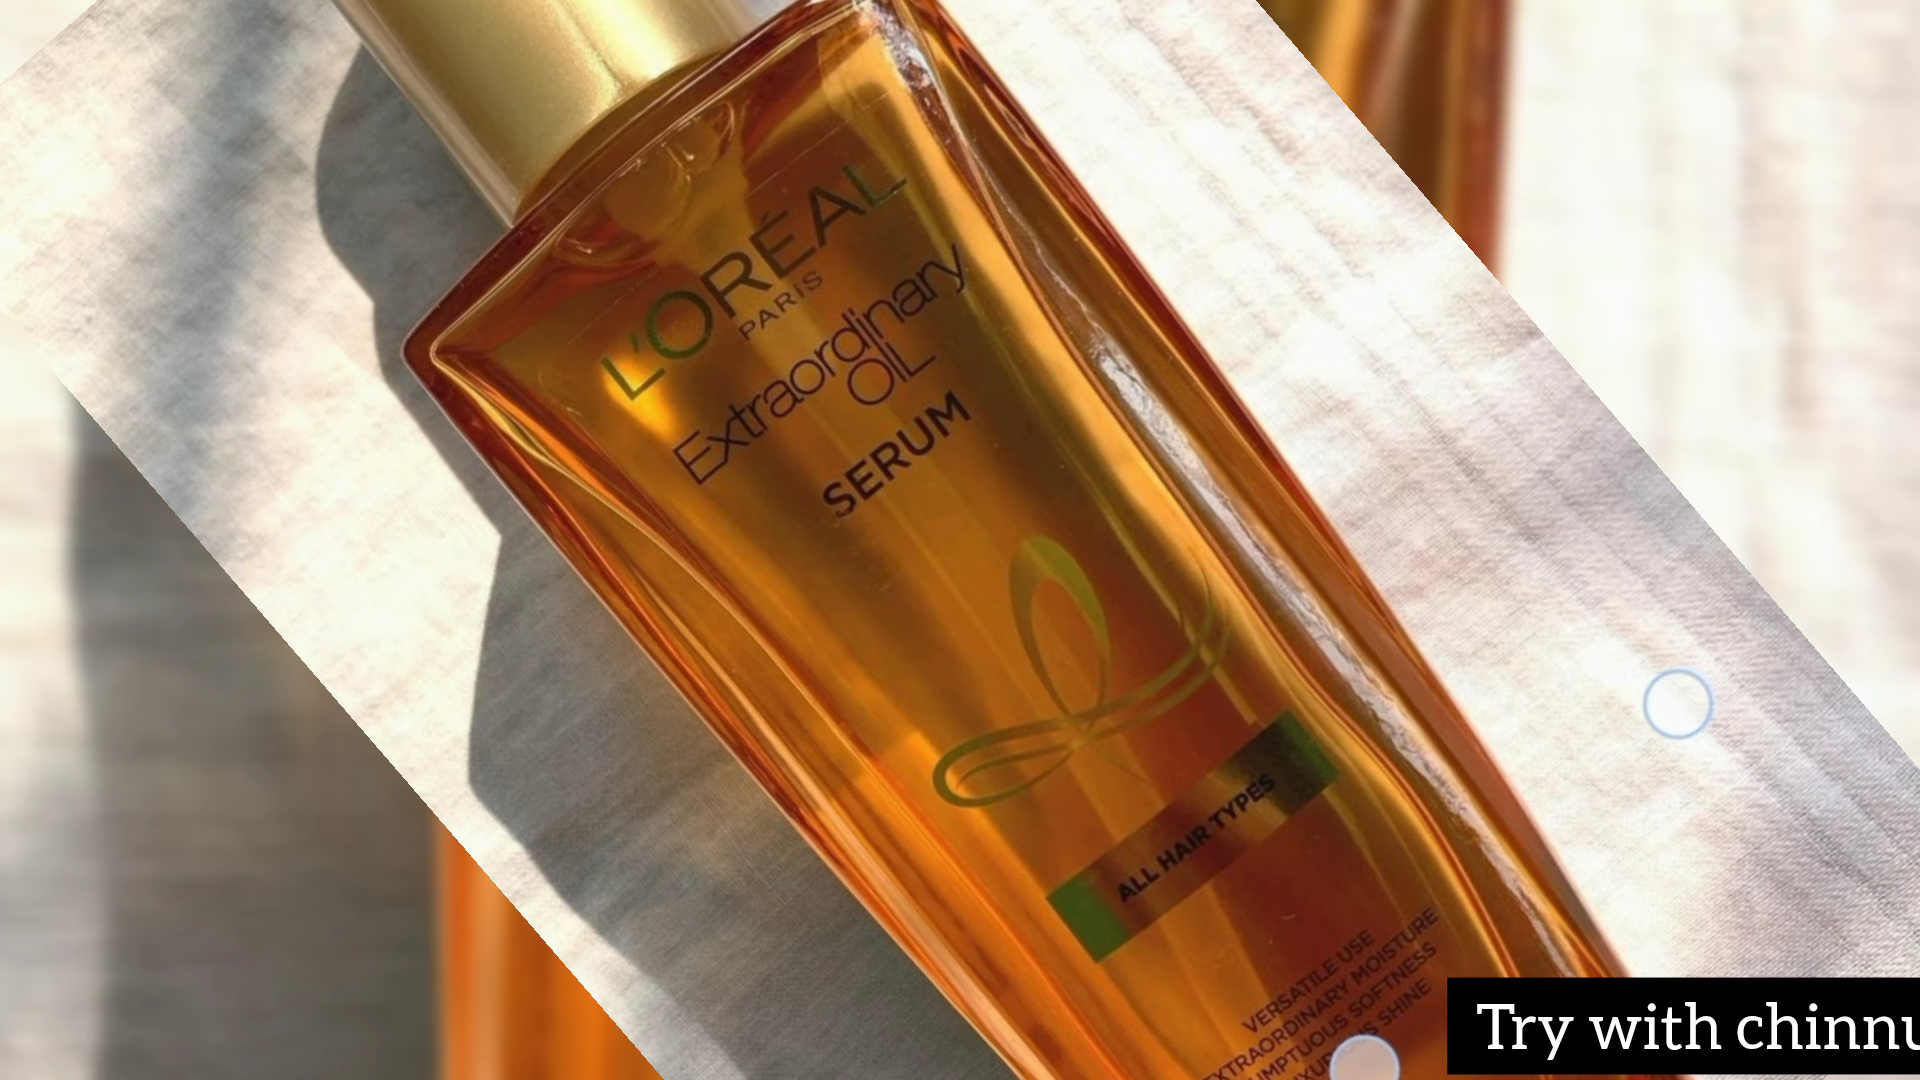 L'ORÉAL
PARIS
Extraordinary
OIL
SERUM
ALL HAIR TYPES
VERSATILE USE
EXTRAORDINARY MOISTURE
SOFTNESS
SHINE
Try with chinnu